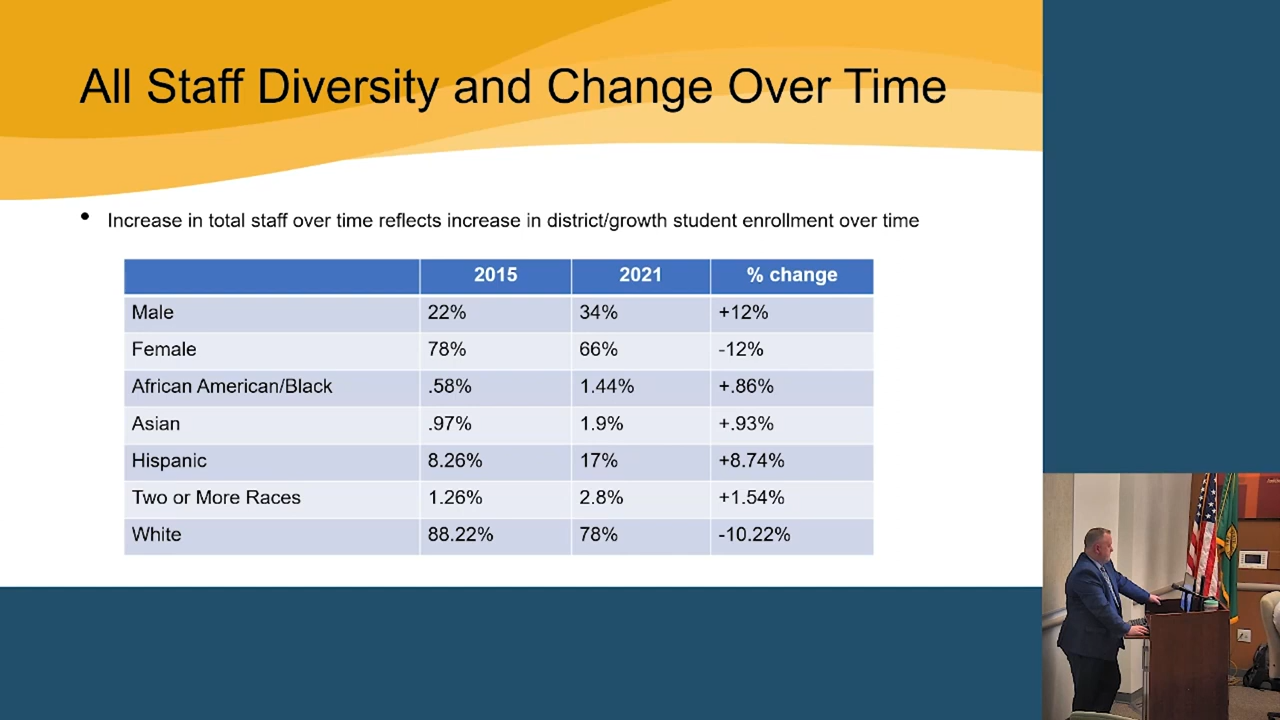 All Staff Diversity and Change Over Time
• Increase in total staff over time reflects increase in district/growth student enrollment over time
2015 2021 % change
Male 22% 34% +12%
Female 78% 66% -12%
African American/Black .58% 1.44% +.86%
Asian .97% 1.9% +.93%
Hispanic 8.26% 17% +8.74%
Two or More Races 1.26% 2.8% +1.54%
White 88.22% 78% -10.22%